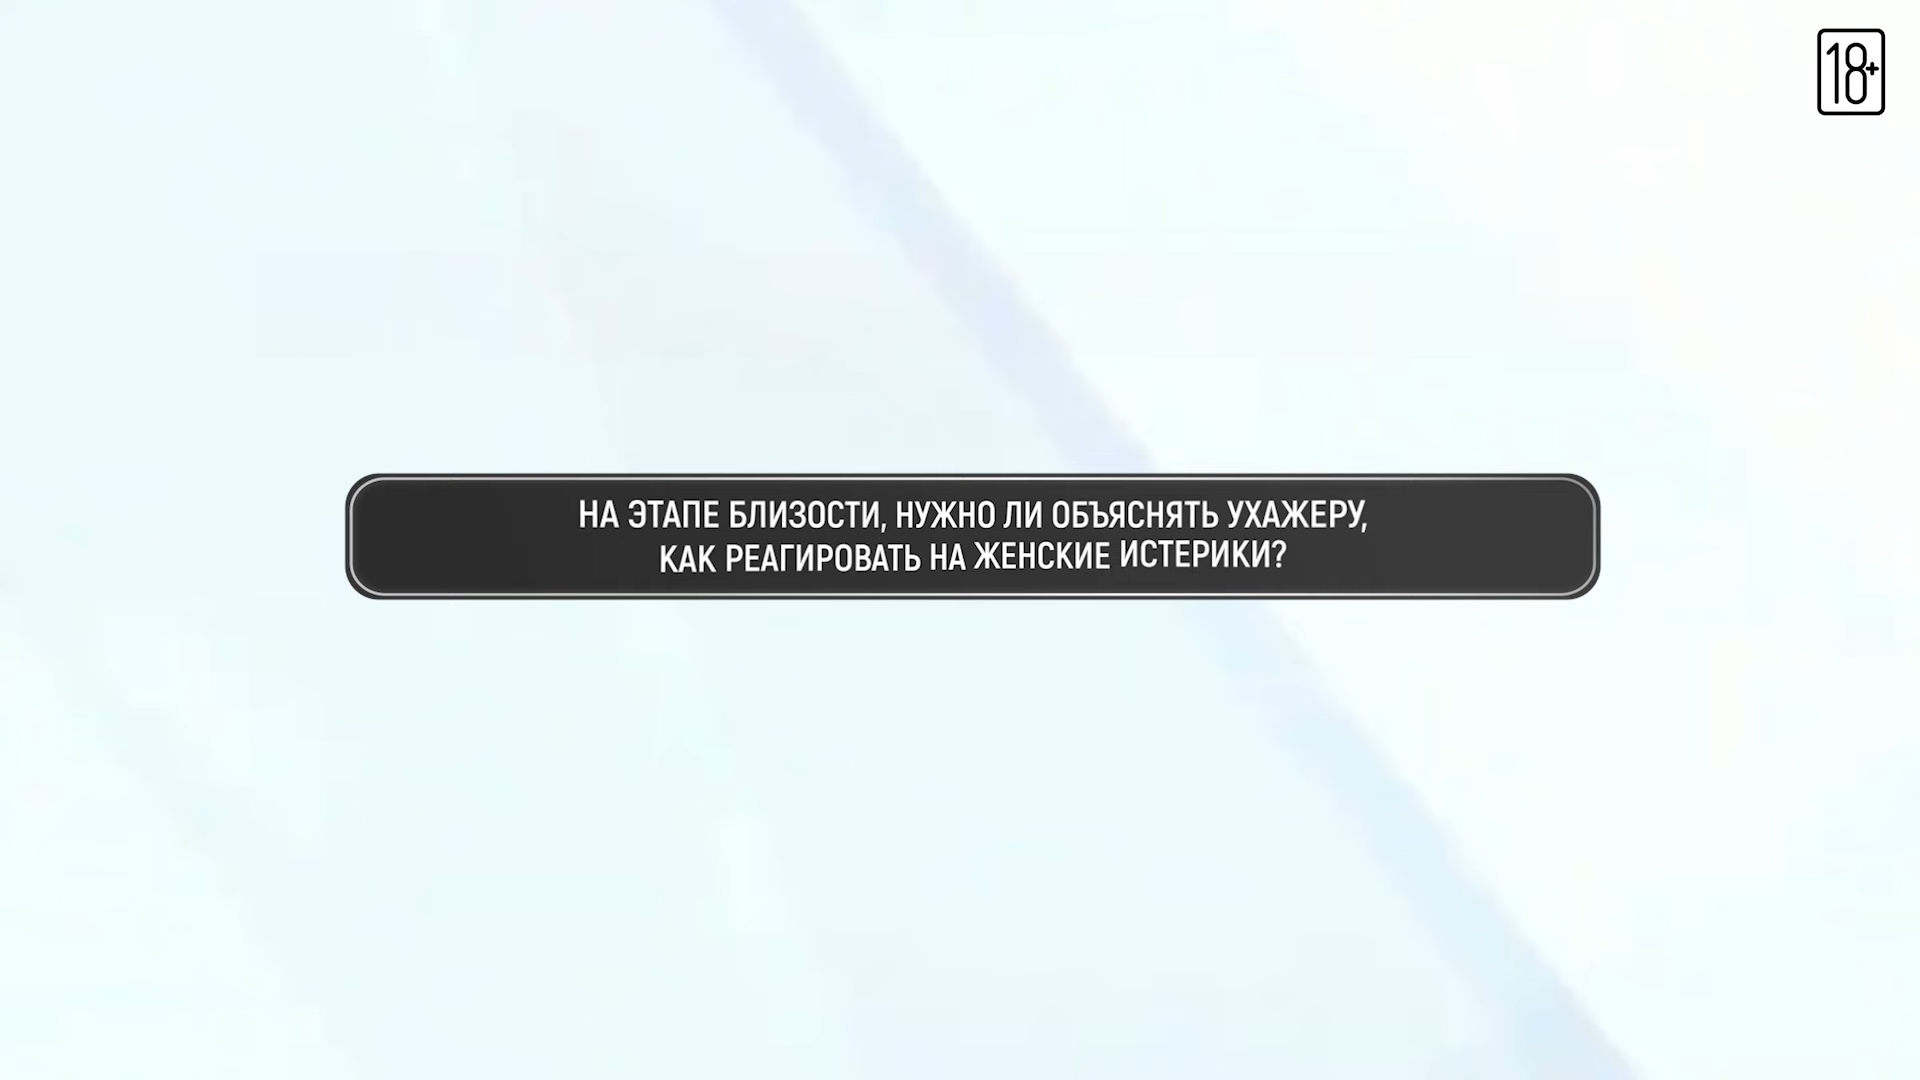 18+
НА ЭТАПЕ БЛИЗОСТИ, НУЖНО ЛИ ОБЪЯСНЯТЬ УХАЖЕРУ,
КАК РЕАГИРОВАТЬ НА ЖЕНСКИЕ ИСТЕРИКИ?